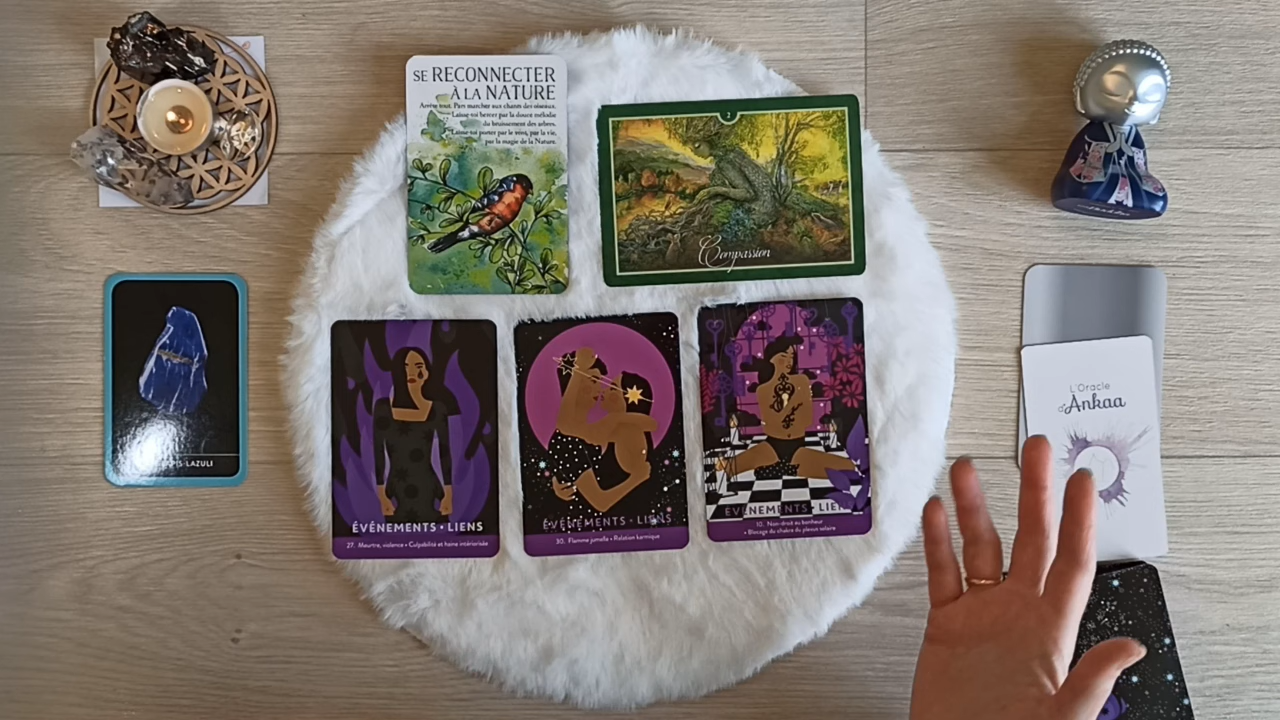 SE RECONNECTER
À LA NATURE
Arrête tout. Pars marcher aux chants des oiseaux.
Laisse-toi bercer par la douce mélodie
du bruissement des arbres.
Laisse-toi porter par le vent, par la vie,
par la magie de la Nature.
2
Compassion
PIS-LAZULI
L'Oracle
d'Ankaa
ÉVÉNEMENTS • LIENS
27. Meurtre, violence • Culpabilité et haine intériorisée
ÉVÉNEMENTS • LIENS
30. Flamme jumelle • Relation karmique
ÉVÉNEMENTS • LIENS
10. Non-droit au bonheur
• Blocage du chakra du plexus solaire